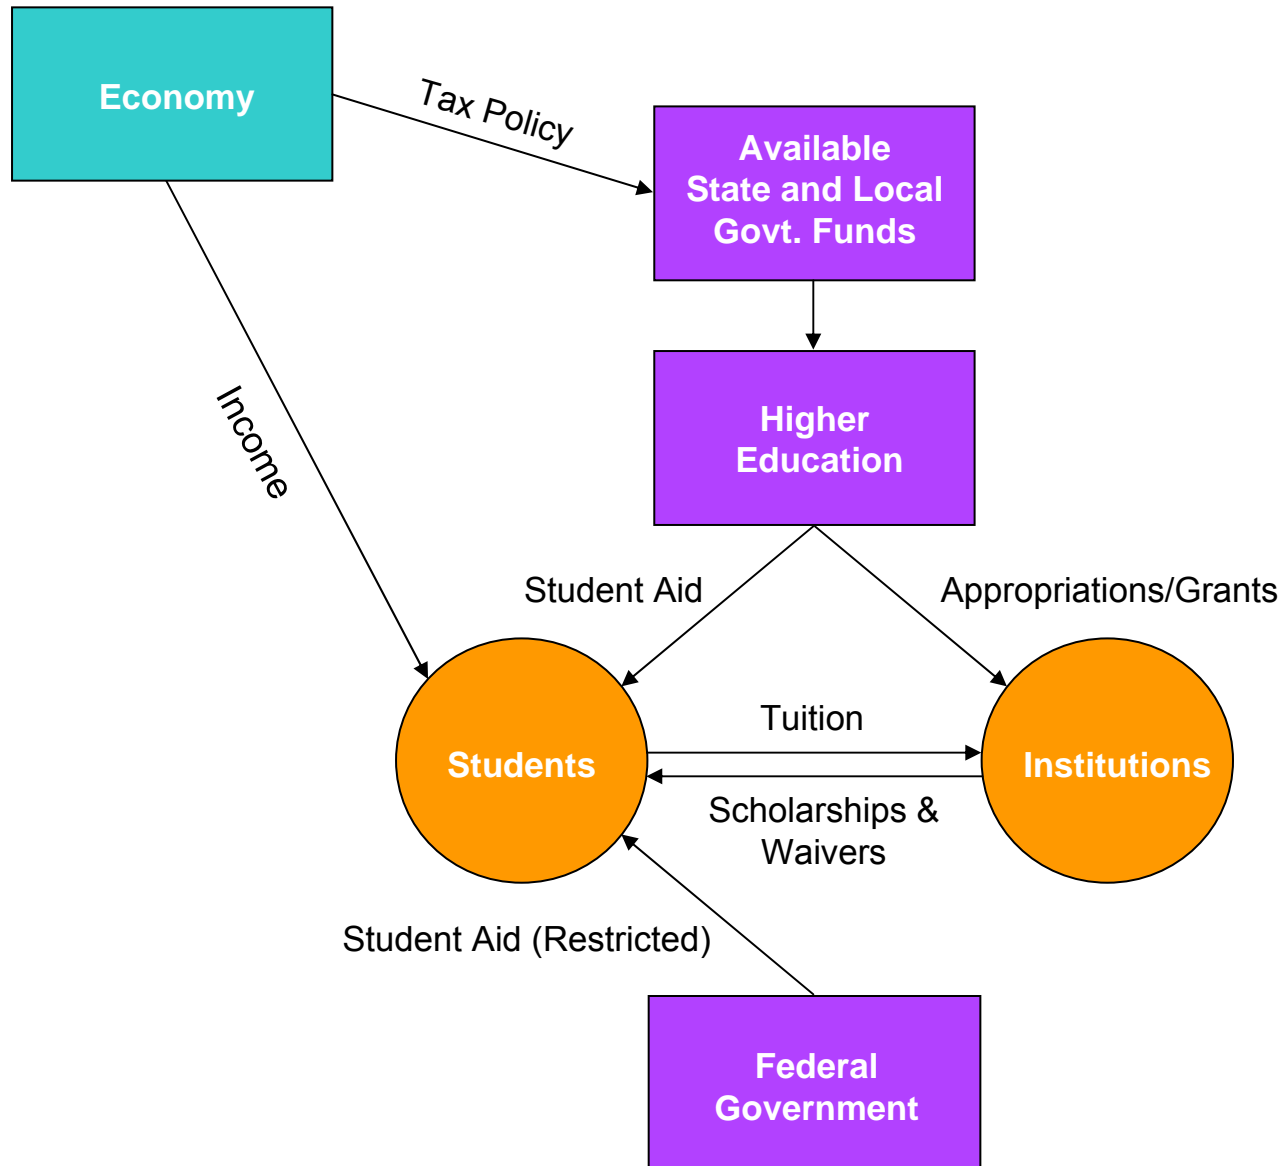 Economy
Tax Policy
Available
State and Local
Govt. Funds
Income
Higher
Education
Student Aid
Appropriations/Grants
Students
Tuition
Institutions
Scholarships &
Waivers
Student Aid (Restricted)
Federal
Government